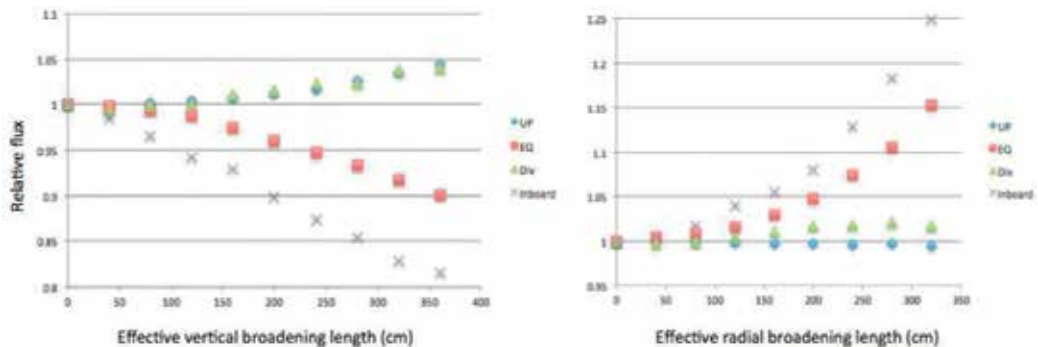 1.1
1.05
1
0.95
0.9
0.85
0.8
Relative flux
0 50 100 150 200 250 300 350 400
Effective vertical broadening length (cm)
UP
EQ
Div
Inboard
1.25
1.2
1.15
1.1
1.05
1
0.95
0 50 100 150 200 250 300 350
Effective radial broadening length (cm)
UP
EQ
Div
Inboard